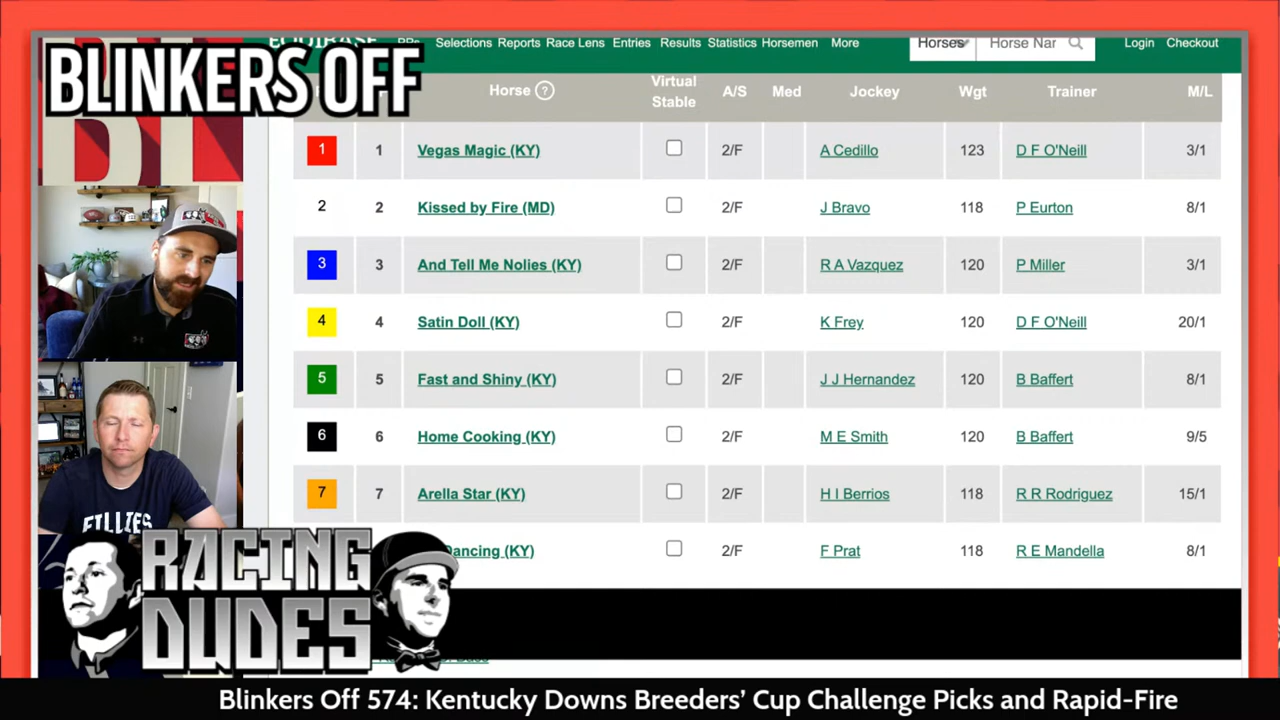 BLINKERS OFF
PPs Selections Reports Race Lens Entries Results Statistics Horsemen More Horses Horse Nar Login Checkout
Horse ? Virtual Stable A/S Med Jockey Wgt Trainer M/L
1 1 Vegas Magic (KY) 2/F A Cedillo 123 D F O'Neill 3/1
2 2 Kissed by Fire (MD) 2/F J Bravo 118 P Eurton 8/1
3 3 And Tell Me Nolies (KY) 2/F R A Vazquez 120 P Miller 3/1
4 4 Satin Doll (KY) 2/F K Frey 120 D F O'Neill 20/1
5 5 Fast and Shiny (KY) 2/F J J Hernandez 120 B Baffert 8/1
6 6 Home Cooking (KY) 2/F M E Smith 120 B Baffert 9/5
7 7 Arella Star (KY) 2/F H I Berrios 118 R R Rodriguez 15/1
Dancing (KY) 2/F F Prat 118 R E Mandella 8/1
FILLIES
RACING
DUDES
Blinkers Off 574: Kentucky Downs Breeders' Cup Challenge Picks and Rapid-Fire